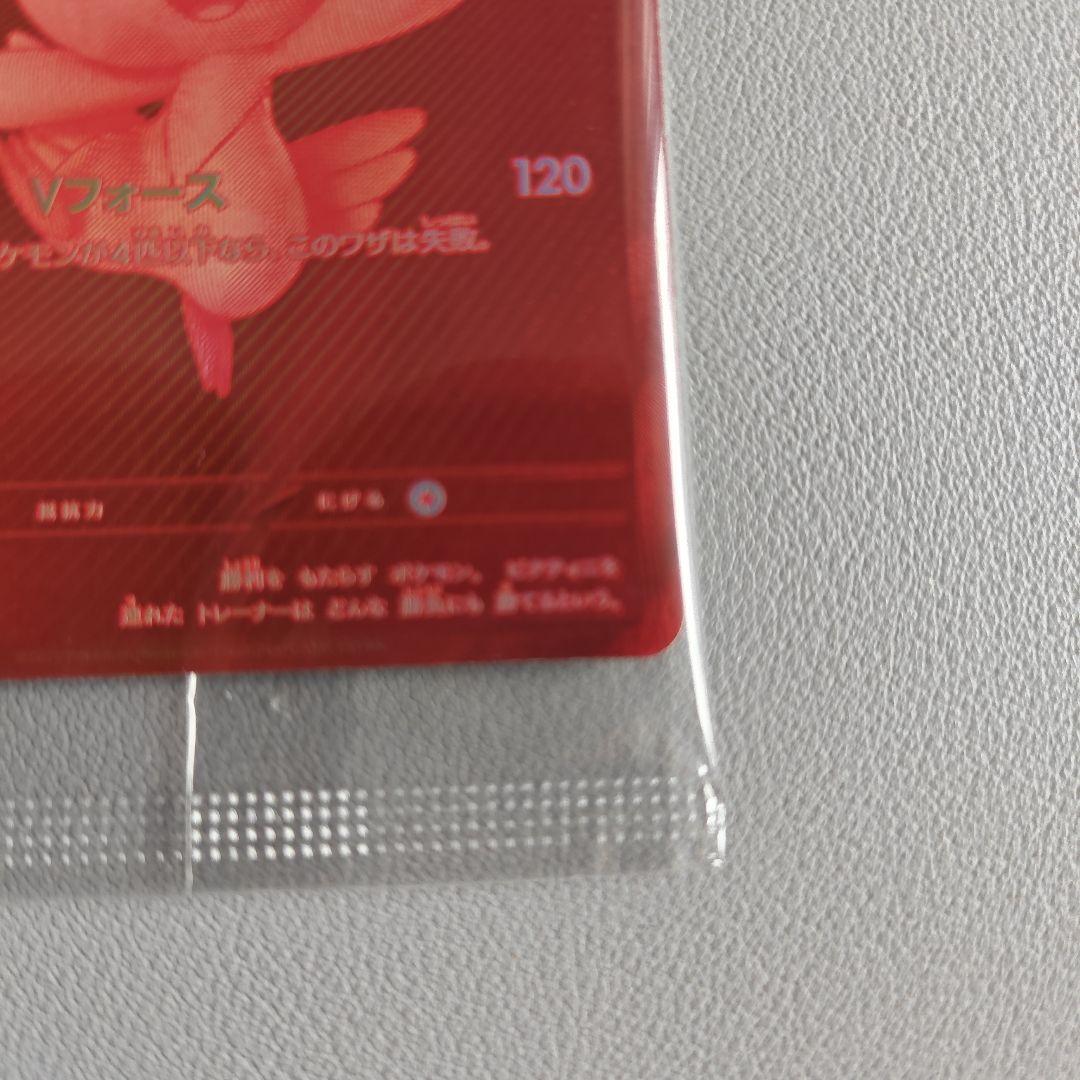 Vフォース 120
ケモンが4匹以下なら、このワザは失敗。
抵抗力 にげる
勝利を もたらす ポケモン。 ビクティニを
連れた トレーナーは どんな 勝負にも 勝てるという。